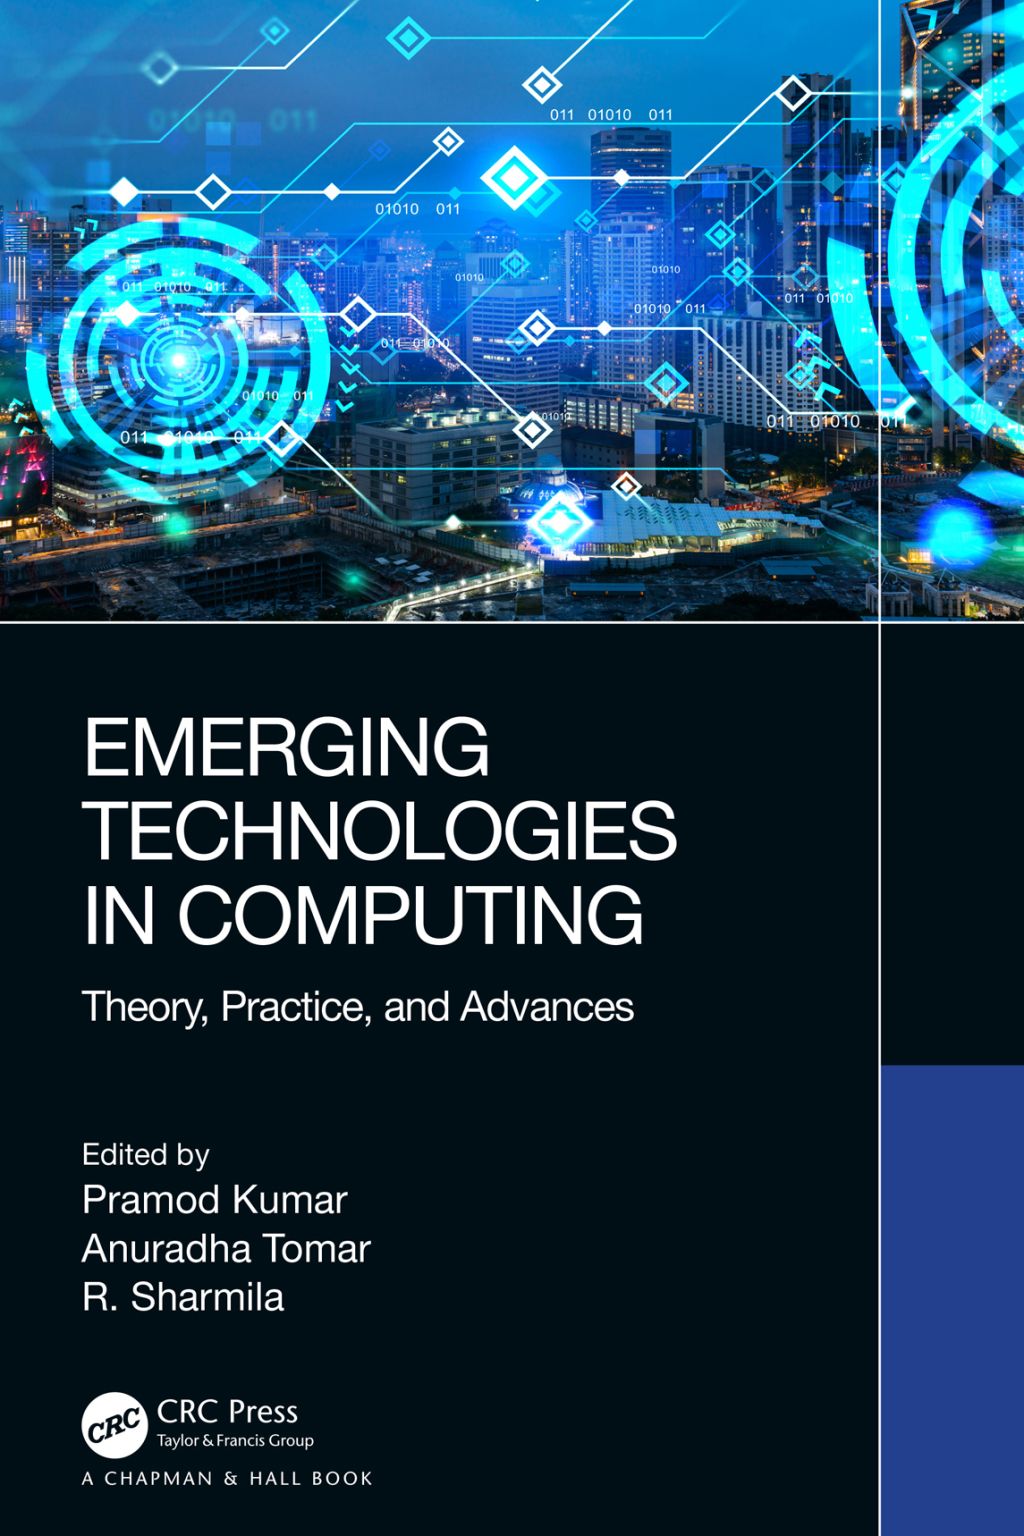 01010 011
011 01010 011
01010 011
01010
01010
011 01010 011
011 01010
01010 011
011 01010
01010 011
01010
011 01010 011
011 01010 011
EMERGING
TECHNOLOGIES
IN COMPUTING
Theory, Practice, and Advances
Edited by
Pramod Kumar
Anuradha Tomar
R. Sharmila
CRC
CRC Press
Taylor & Francis Group
A CHAPMAN & HALL BOOK